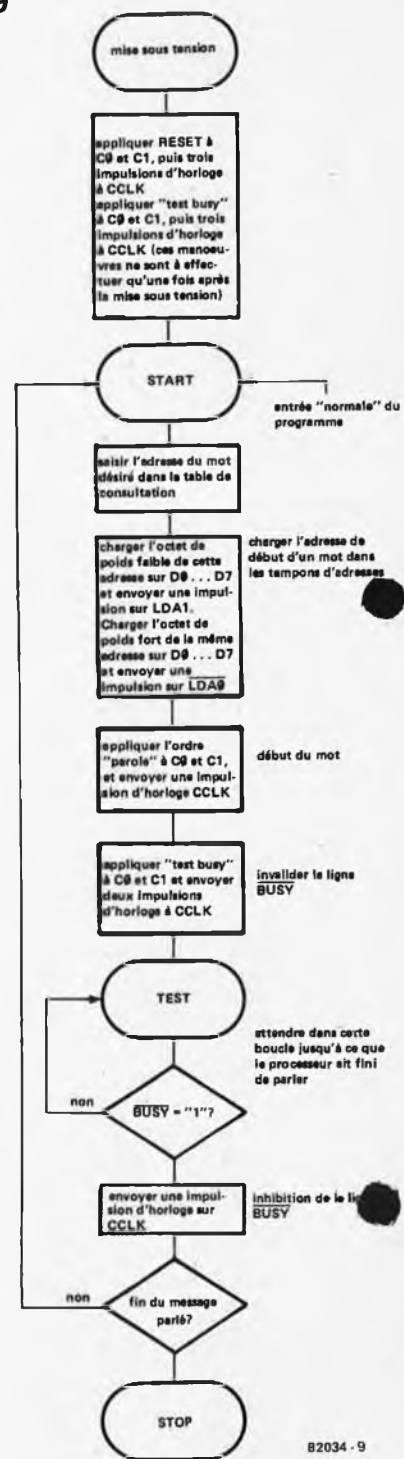 9
mise sous tension
appliquer RESET à
C0 et C1, puis trois
impulsions d'horloge
à CCLK
appliquer "test busy"
à C0 et C1, puis trois
impulsions d'horloge
à CCLK (ces manoeu-
vres ne sont à effec-
tuer qu'une fois après
la mise sous tension)
START
entrée "normale" du
programme
saisir l'adresse du mot
désiré dans la table de
consultation
charger l'octet de
poids faible de cette
adresse sur D0 . . . D7
et envoyer une impul-
sion sur LDA1.
Charger l'octet de
poids fort de la même
adresse sur D0 . . . D7
et envoyer une
impulsion sur LDA0
charger l'adresse de
début d'un mot dans
les tampons d'adresses
appliquer l'ordre
"parole" à C0 et C1,
et envoyer une impul-
sion d'horloge CCLK
début du mot
appliquer "test busy"
à C0 et C1 et envoyer
deux impulsions
d'horloge à CCLK
invalider le ligne
BUSY
TEST
attendre dans cette
boucle jusqu'à ce que
le processeur ait fini
de parler
non
BUSY = "1"?
envoyer une impul-
sion d'horloge sur
CCLK
inhibition de le
BUSY
non
fin du message
parlé?
STOP
82034 - 9